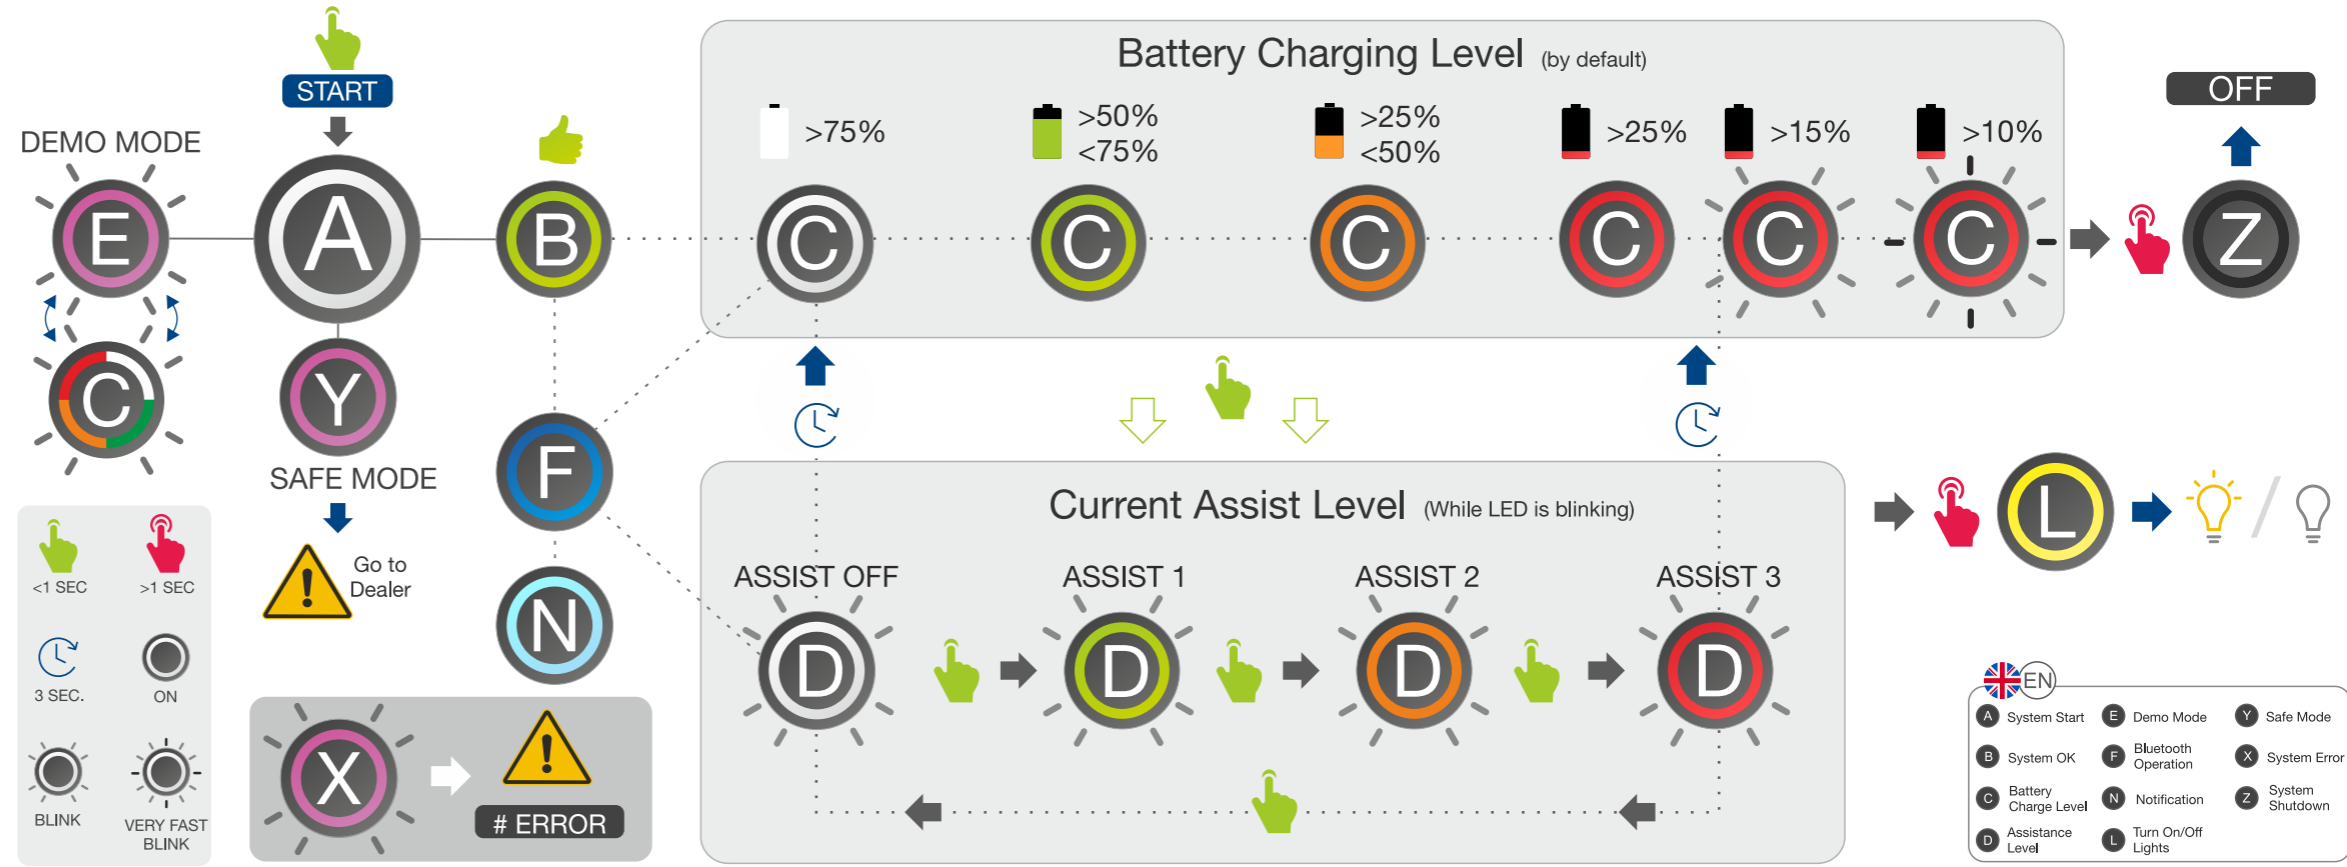 START
DEMO MODE
E
A
B
C
Y
SAFE MODE
Go to
Dealer
F
N
<1 SEC
>1 SEC
3 SEC.
ON
BLINK
VERY FAST
BLINK
X
# ERROR
Battery Charging Level (by default)
>75%
>50%
<75%
>25%
<50%
>25%
>15%
>10%
C
C
C
C
C
C
OFF
Z
Current Assist Level (While LED is blinking)
ASSIST OFF
ASSIST 1
ASSIST 2
ASSIST 3
D
D
D
D
L
EN
A System Start
E Demo Mode
Y Safe Mode
B System OK
F Bluetooth
Operation
X System Error
C Battery
Charge Level
N Notification
Z System
Shutdown
D Assistance
Level
L Turn On/Off
Lights